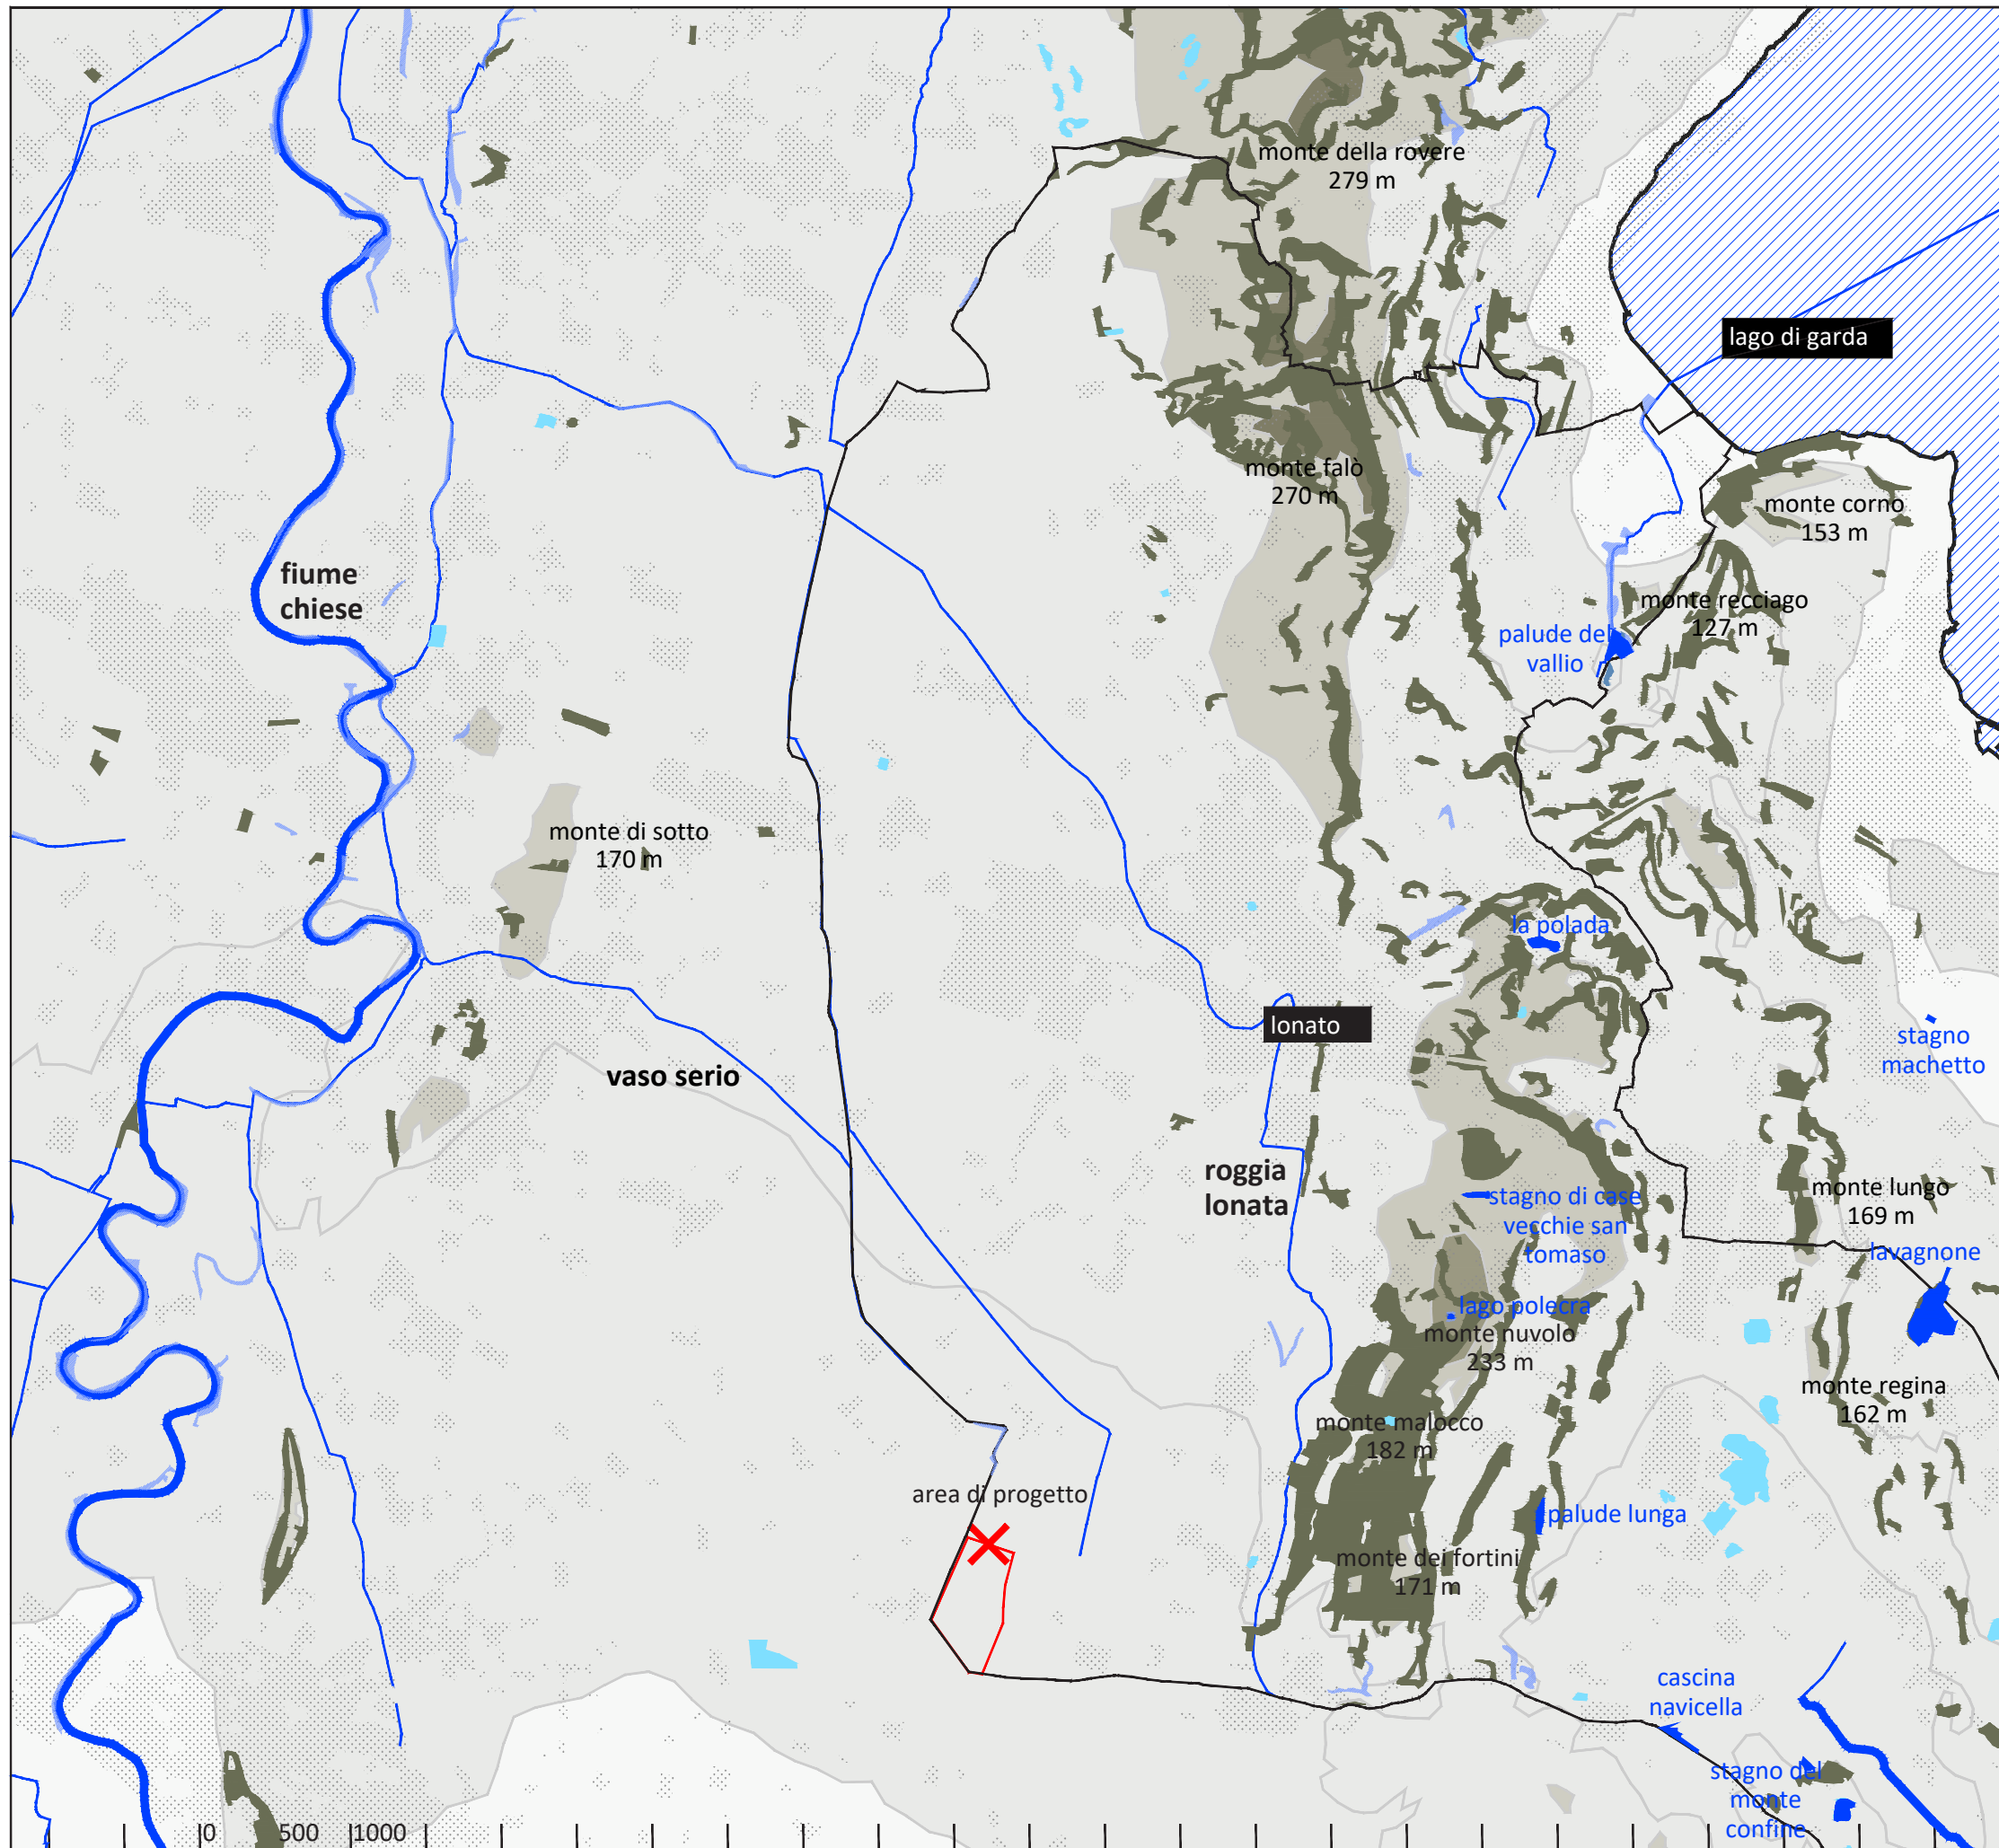 monte della rovere
279 m
lago di garda
monte falò
270 m
monte corno
153 m
fiume
chiese
monte recciago
127 m
palude del
vallio
monte di sotto
170 m
la polada
lonato
stagno
machetto
vaso serio
roggia
lonata
monte lungo
169 m
stagno di case
vecchie san
tomaso
lavagnone
lago polecra
monte nuvolo
233 m
monte regina
162 m
monte malocco
182 m
area di progetto
palude lunga
monte dei fortini
171 m
cascina
navicella
stagno del
monte
confine
0 500 1000